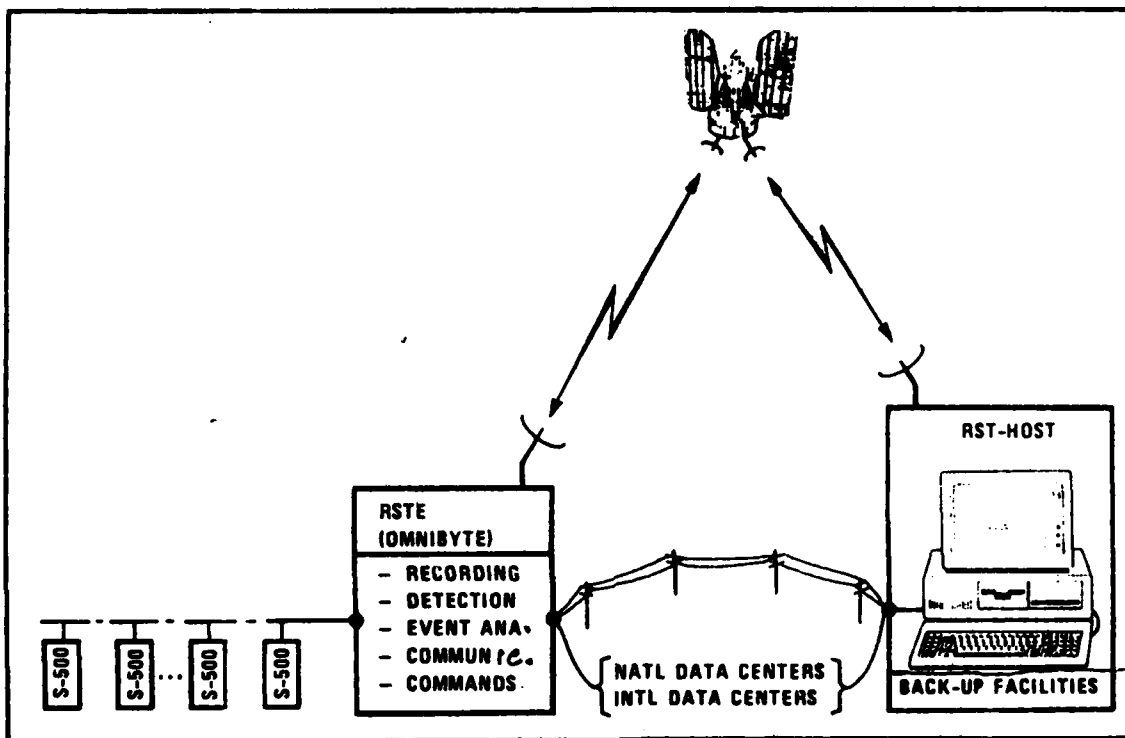 RST-HOST
RSTE
(OMNIBYTE)
- RECORDING
- DETECTION
- EVENT ANA.
- COMMUNIC.
- COMMANDS
S-500
S-500
...
S-500
S-500
NATL DATA CENTERS
INTL DATA CENTERS
BACK-UP FACILITIES